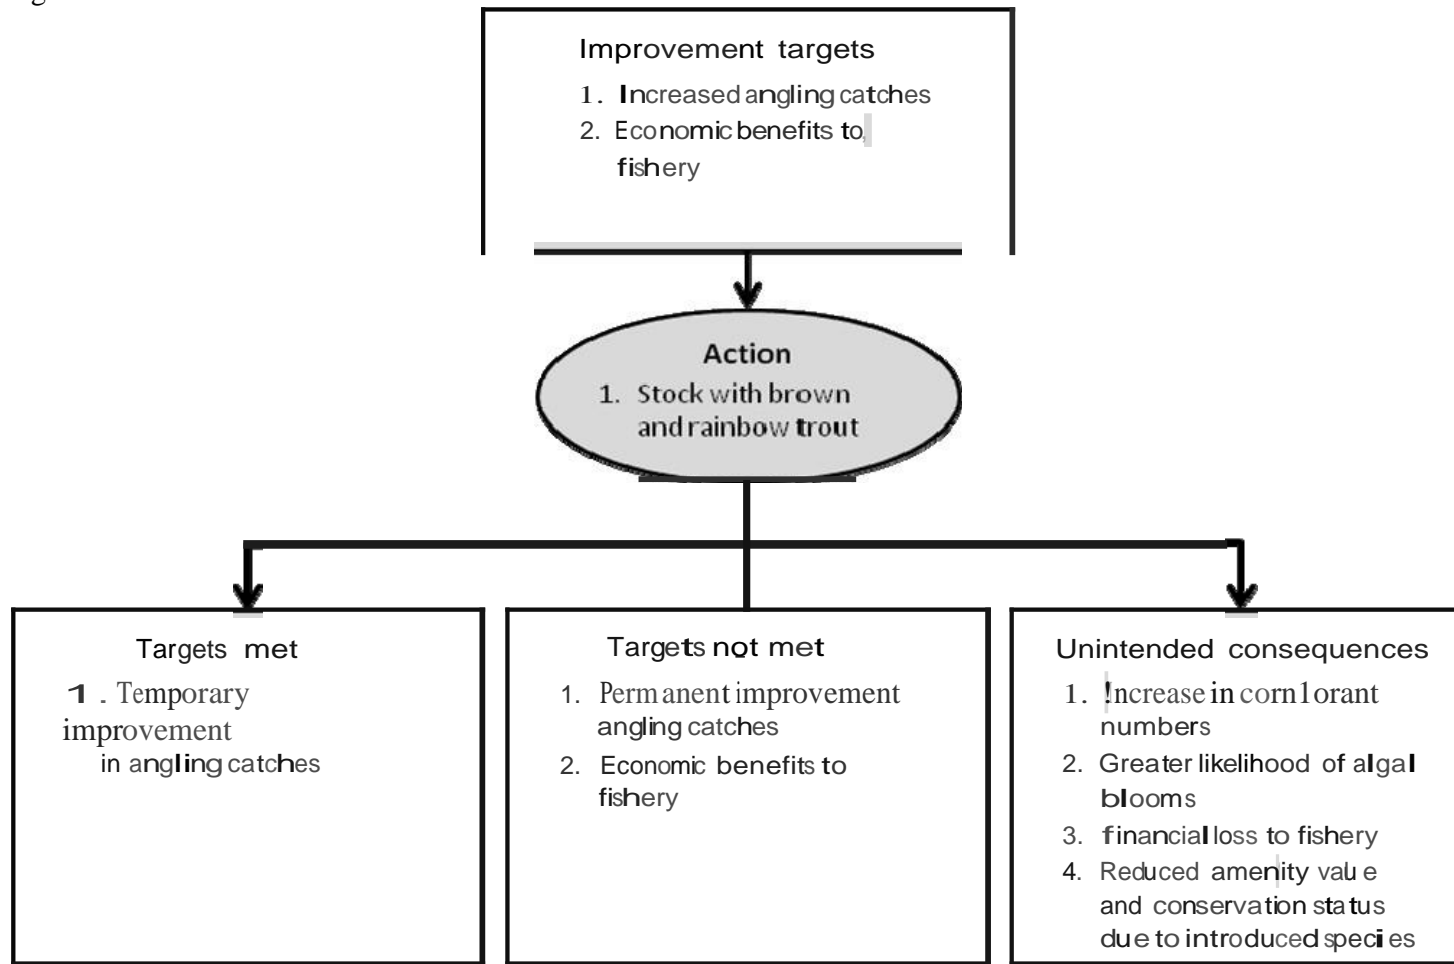 Improvement targets
1. Increased angling catches
2. Economic benefits to,
fishery
Action
1. Stock with brown
and rainbow trout
Targets met
1. Temporary
improvement
in angling catches
Targets not met
1. Permanent improvement
angling catches
2. Economic benefits to
fishery
Unintended consequences
1. !ncrease in corn1orant
numbers
2. Greater likelihood of algal
blooms
3. financial loss to fishery
4. Reduced amenity value
and conservation status
due to introduced species